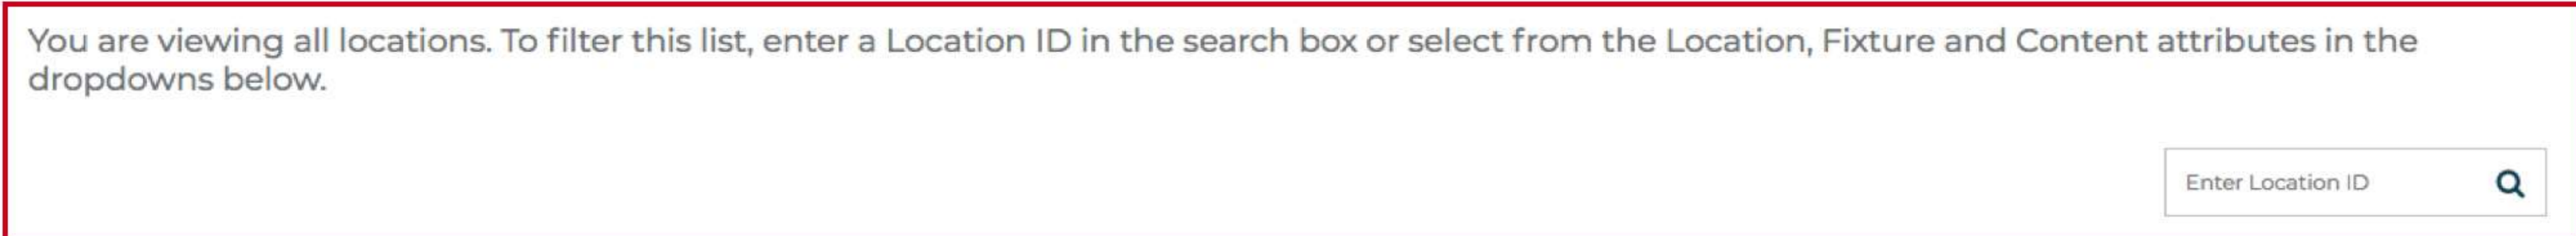 You are viewing all locations. To filter this list, enter a Location ID in the search box or select from the Location, Fixture and Content attributes in the
dropdowns below.
Enter Location ID